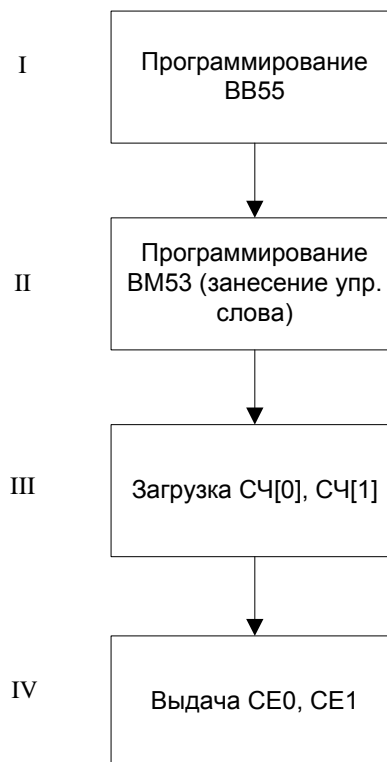 I
Программирование
ВВ55
II
Программирование
ВМ53 (занесение упр.
слова)
III
Загрузка СЧ[0], СЧ[1]
IV
Выдача СЕ0, СЕ1